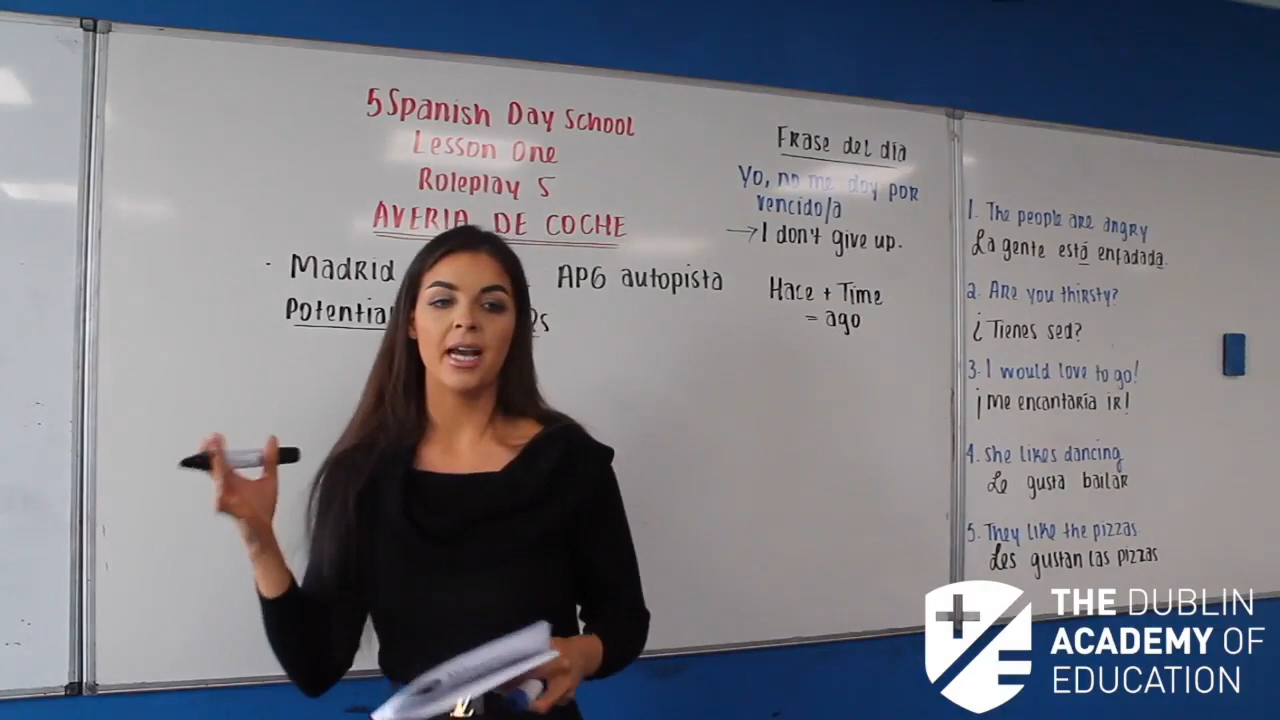 5 Spanish Day School
Lesson One
Roleplay 5
AVERIA DE COCHE
· Madrid AP6 autopista
Frase del día
Yo, no me doy por
vencido/a
→ I don't give up.
Hace + Time
= ago
1. The people are angry
La gente está enfadada.
2. Are you thirsty?
¿Tienes sed?
3. I would love to go!
¡Me encantaría ir!
4. She likes dancing
Le gusta bailar
5. They like the pizzas.
Les gustan las pizzas
THE DUBLIN
ACADEMY OF
EDUCATION